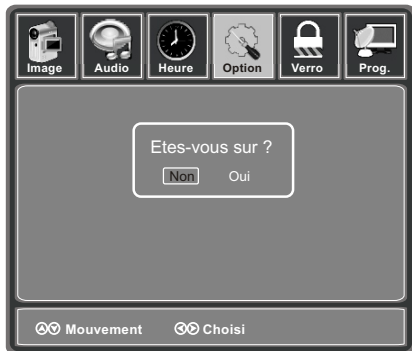 Image Audio Heure Option Verro Prog.
Etes-vous sur ?
Non Oui
Mouvement Choisi